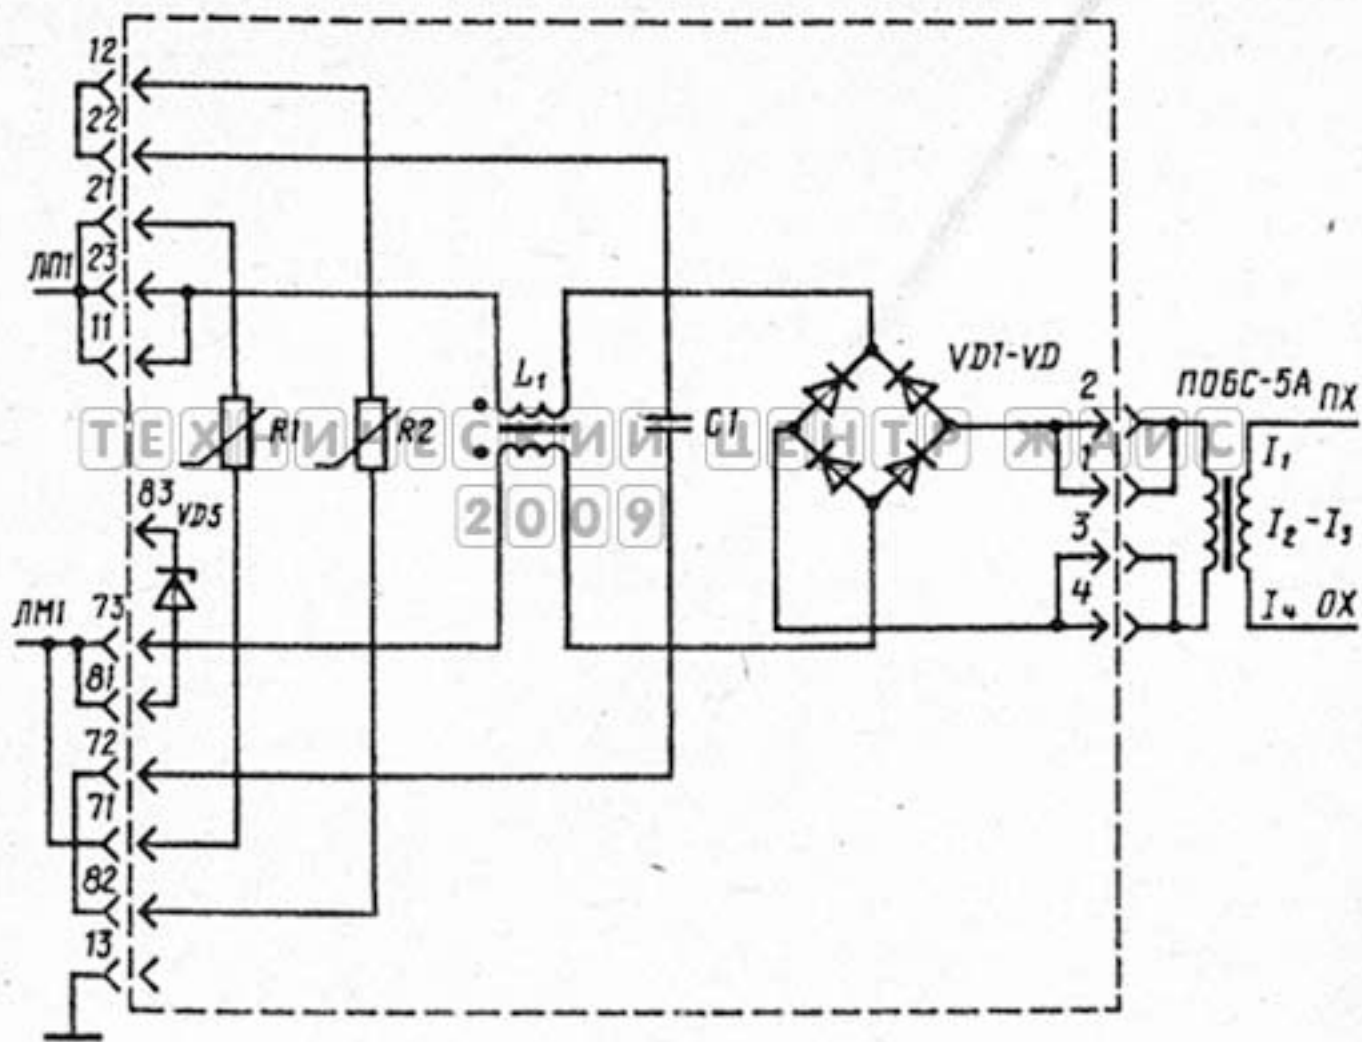 12
22
21
ЛП1
23
11
L1
VD1-VD
2
ПОБС-5А
ПХ
R1
R2
C1
1
I1
ТЕХНИЧЕСКИЙ ЦЕНТР ЖАИС
2009
83
VD5
3
I2-I3
4
I4
ОХ
ЛМ1
73
81
72
71
82
13